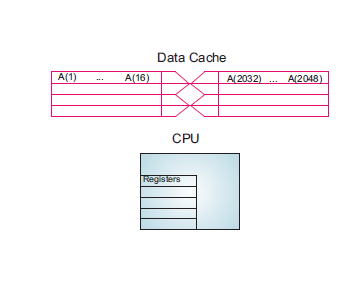 Data Cache
A(1) ... A(16) A(2032) ... A(2048)
CPU
Registers